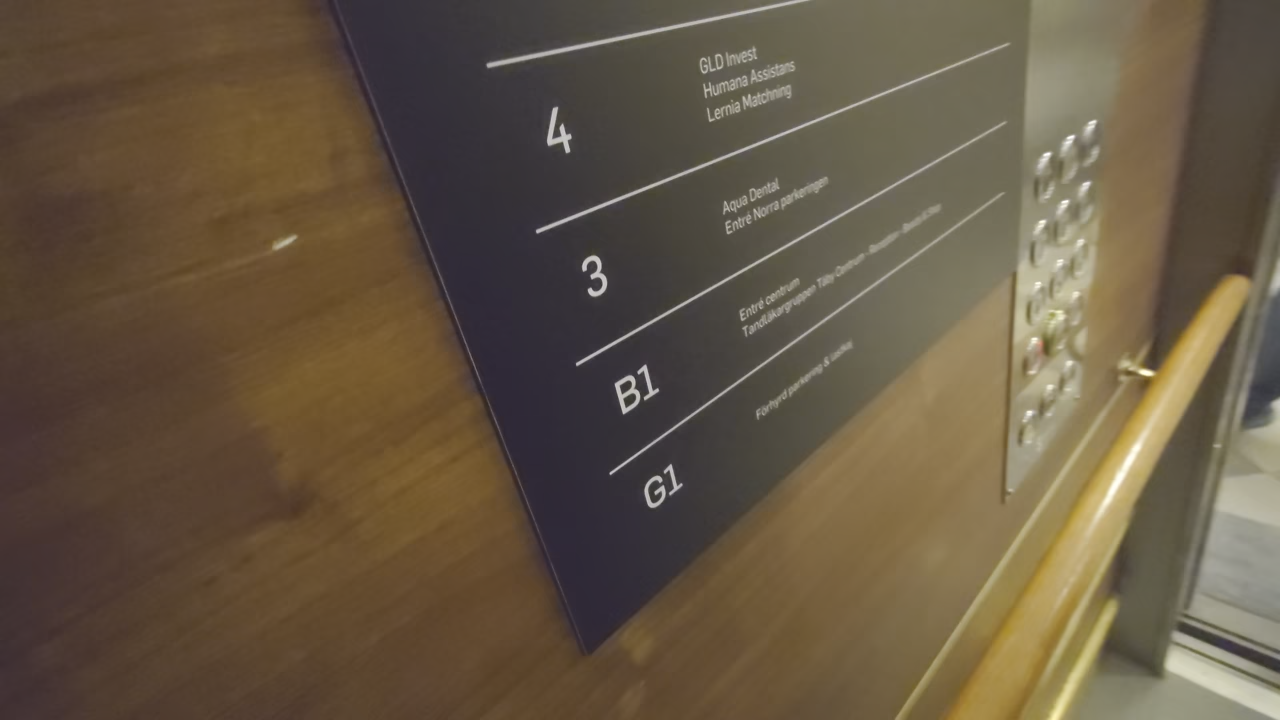 4
GLD Invest
Humana Assistans
Lernia Matchning
3
Aqua Dental
Entré Norra parkeringen
B1
Entré centrum
Tandläkargruppen Täby Centrum -
G1
Förhyrd parkering &